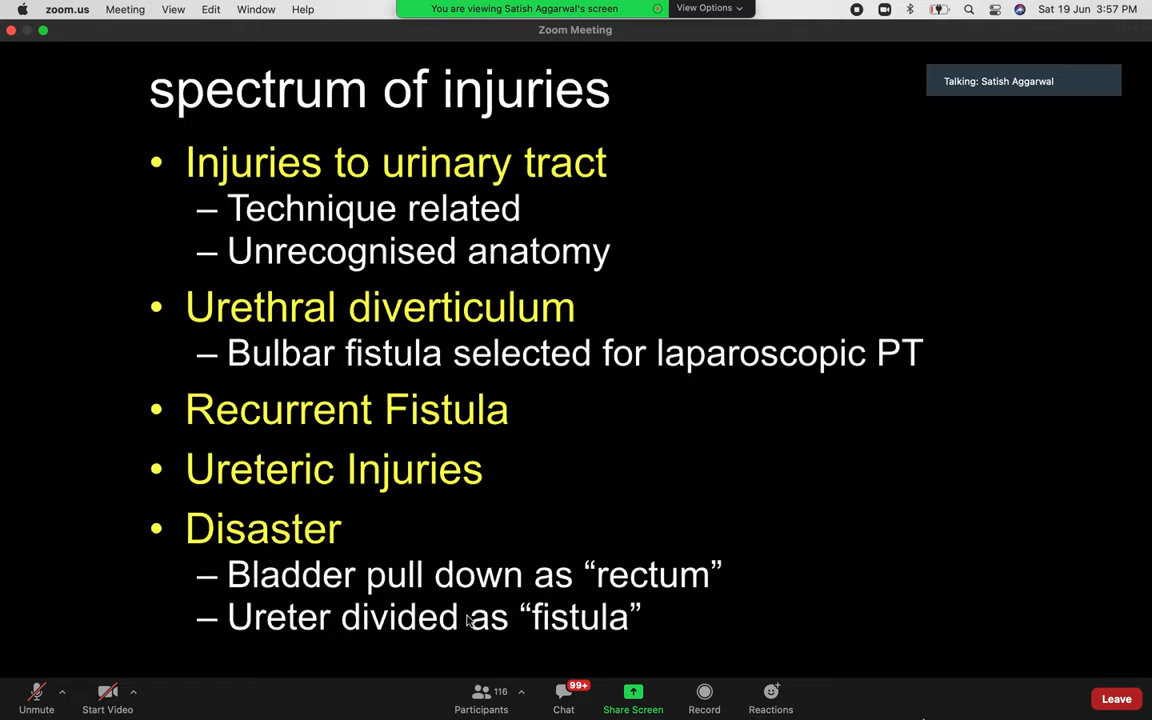 zoom.us Meeting View Edit Window Help
You are viewing Satish Aggarwal's screen
View Options
Sat 19 Jun 3:57 PM
Zoom Meeting
spectrum of injuries
Talking: Satish Aggarwal
• Injuries to urinary tract
– Technique related
– Unrecognised anatomy
• Urethral diverticulum
– Bulbar fistula selected for laparoscopic PT
• Recurrent Fistula
• Ureteric Injuries
• Disaster
– Bladder pull down as “rectum”
– Ureter divided as “fistula”
116
99+
Unmute Start Video Participants Chat Share Screen Record Reactions
Leave